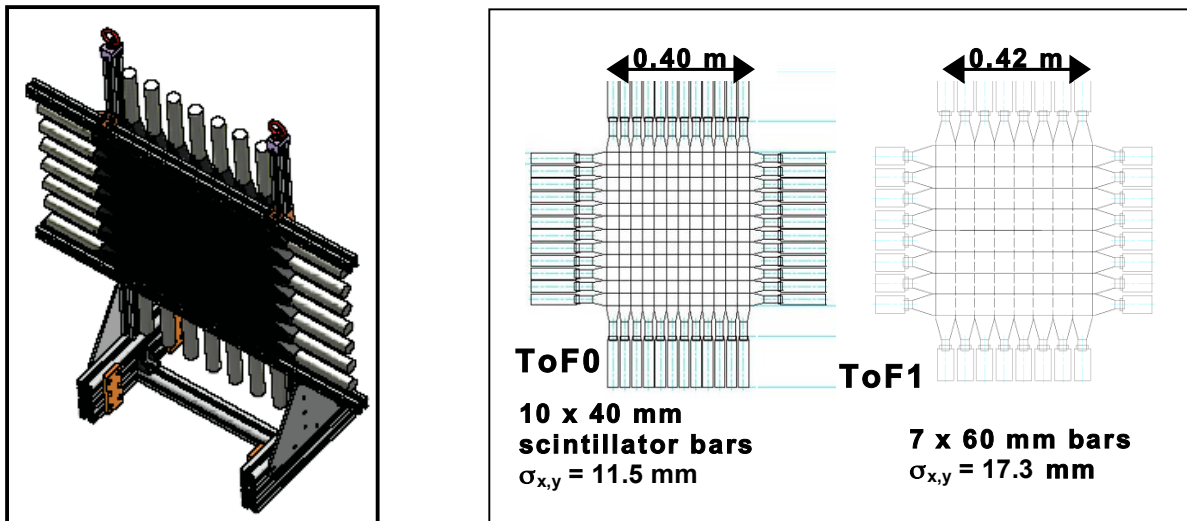 0.40 m
0.42 m
ToF0
ToF1
10 x 40 mm
scintillator bars
σx,y = 11.5 mm
7 x 60 mm bars
σx,y = 17.3 mm